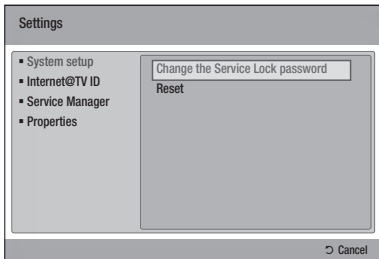 Settings
▪ System setup
▪ Internet@TV ID
▪ Service Manager
▪ Properties
Change the Service Lock password
Reset
⮌ Cancel